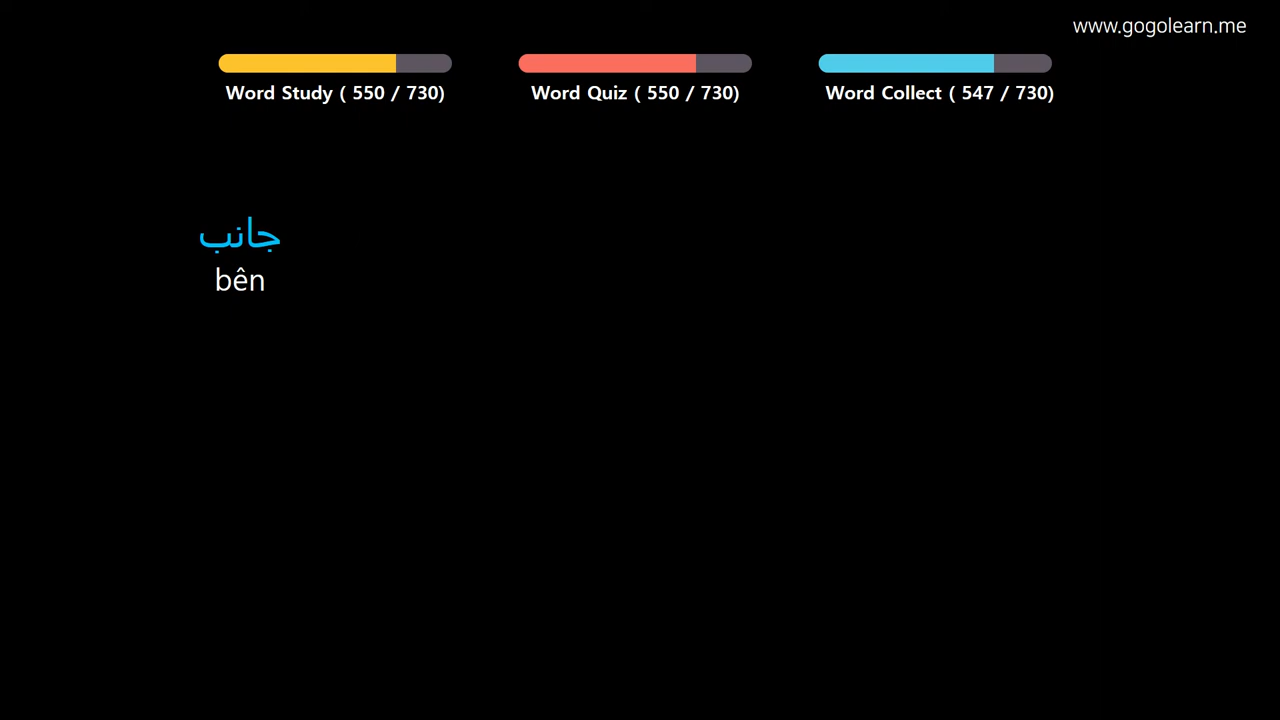 www.gogolearn.me
Word Study ( 550 / 730)
Word Quiz ( 550 / 730)
Word Collect ( 547 / 730)
جانب
bên